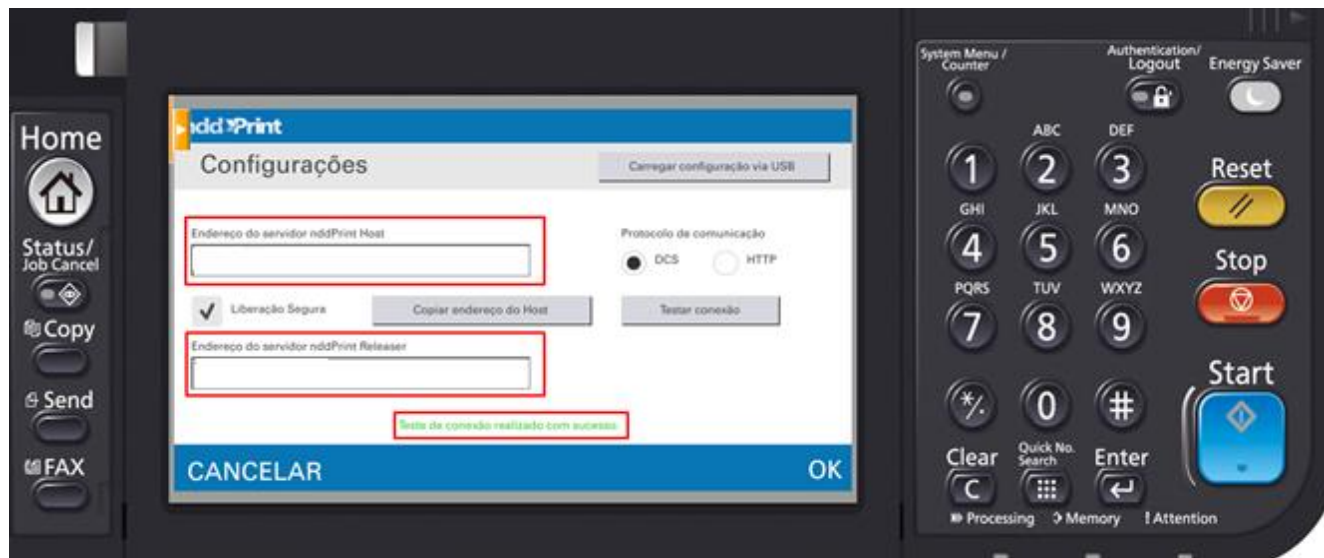 Home
Status/
Job Cancel
Copy
Send
FAX
nddPrint
Configurações
Carregar configuração via USB
Endereço do servidor nddPrint Host
Protocolo de comunicação
DCS HTTP
Liberação Segura
Copiar endereço do Host
Testar conexão
Endereço do servidor nddPrint Releaser
Teste de conexão realizado com sucesso
CANCELAR
OK
System Menu /
Counter
Authentication/
Logout
Energy Saver
ABC DEF
1 2 3
Reset
GHI JKL MNO
4 5 6
Stop
PQRS TUV WXYZ
7 8 9
Start
*/. 0 #
Clear
Quick No.
Search
Enter
C
Processing Memory ! Attention